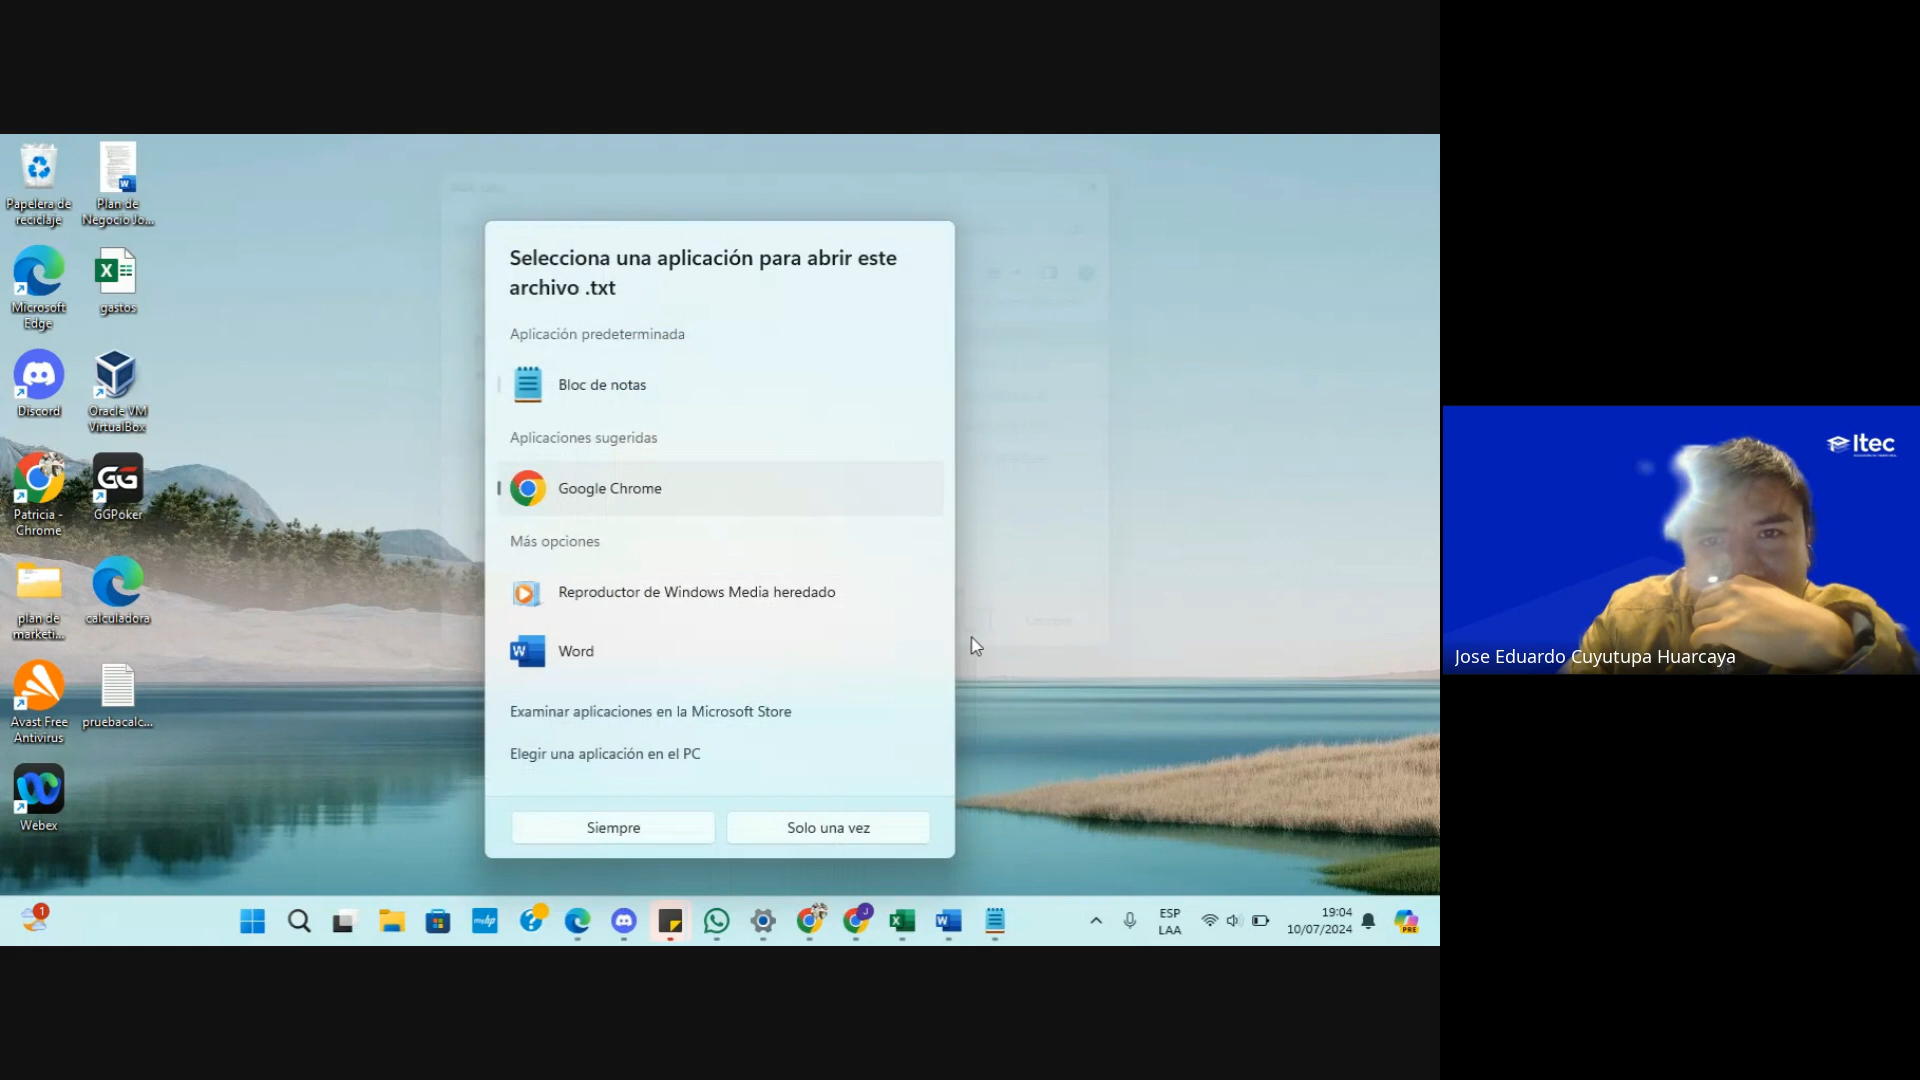 Papelera de
reciclaje
Plan de
Negocio Jo...
Microsoft
Edge
gastos
Discord
Oracle VM
VirtualBox
Patricia -
Chrome
GGPoker
plan de
marketi...
calculadora
Avast Free
Antivirus
pruebacalc...
Webex
Selecciona una aplicación para abrir este
archivo .txt
Aplicación predeterminada
Bloc de notas
Aplicaciones sugeridas
Google Chrome
Más opciones
Reproductor de Windows Media heredado
Word
Examinar aplicaciones en la Microsoft Store
Elegir una aplicación en el PC
Siempre
Solo una vez
1
myhp
J
ESP
LAA
19:04
10/07/2024
PRE
Itec
Jose Eduardo Cuyutupa Huarcaya